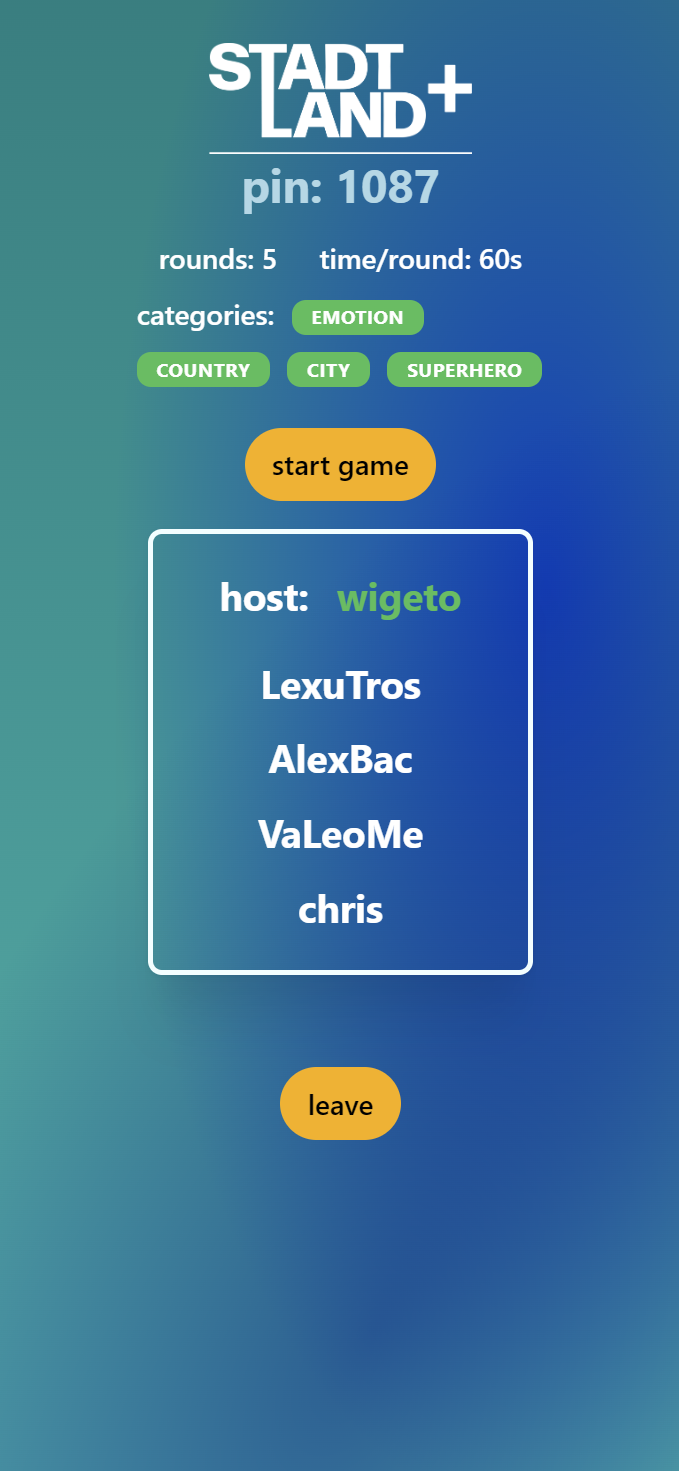 STADT
LAND+
pin: 1087
rounds: 5 time/round: 60s
categories: EMOTION
COUNTRY CITY SUPERHERO
start game
host: wigeto
LexuTros
AlexBac
VaLeoMe
chris
leave